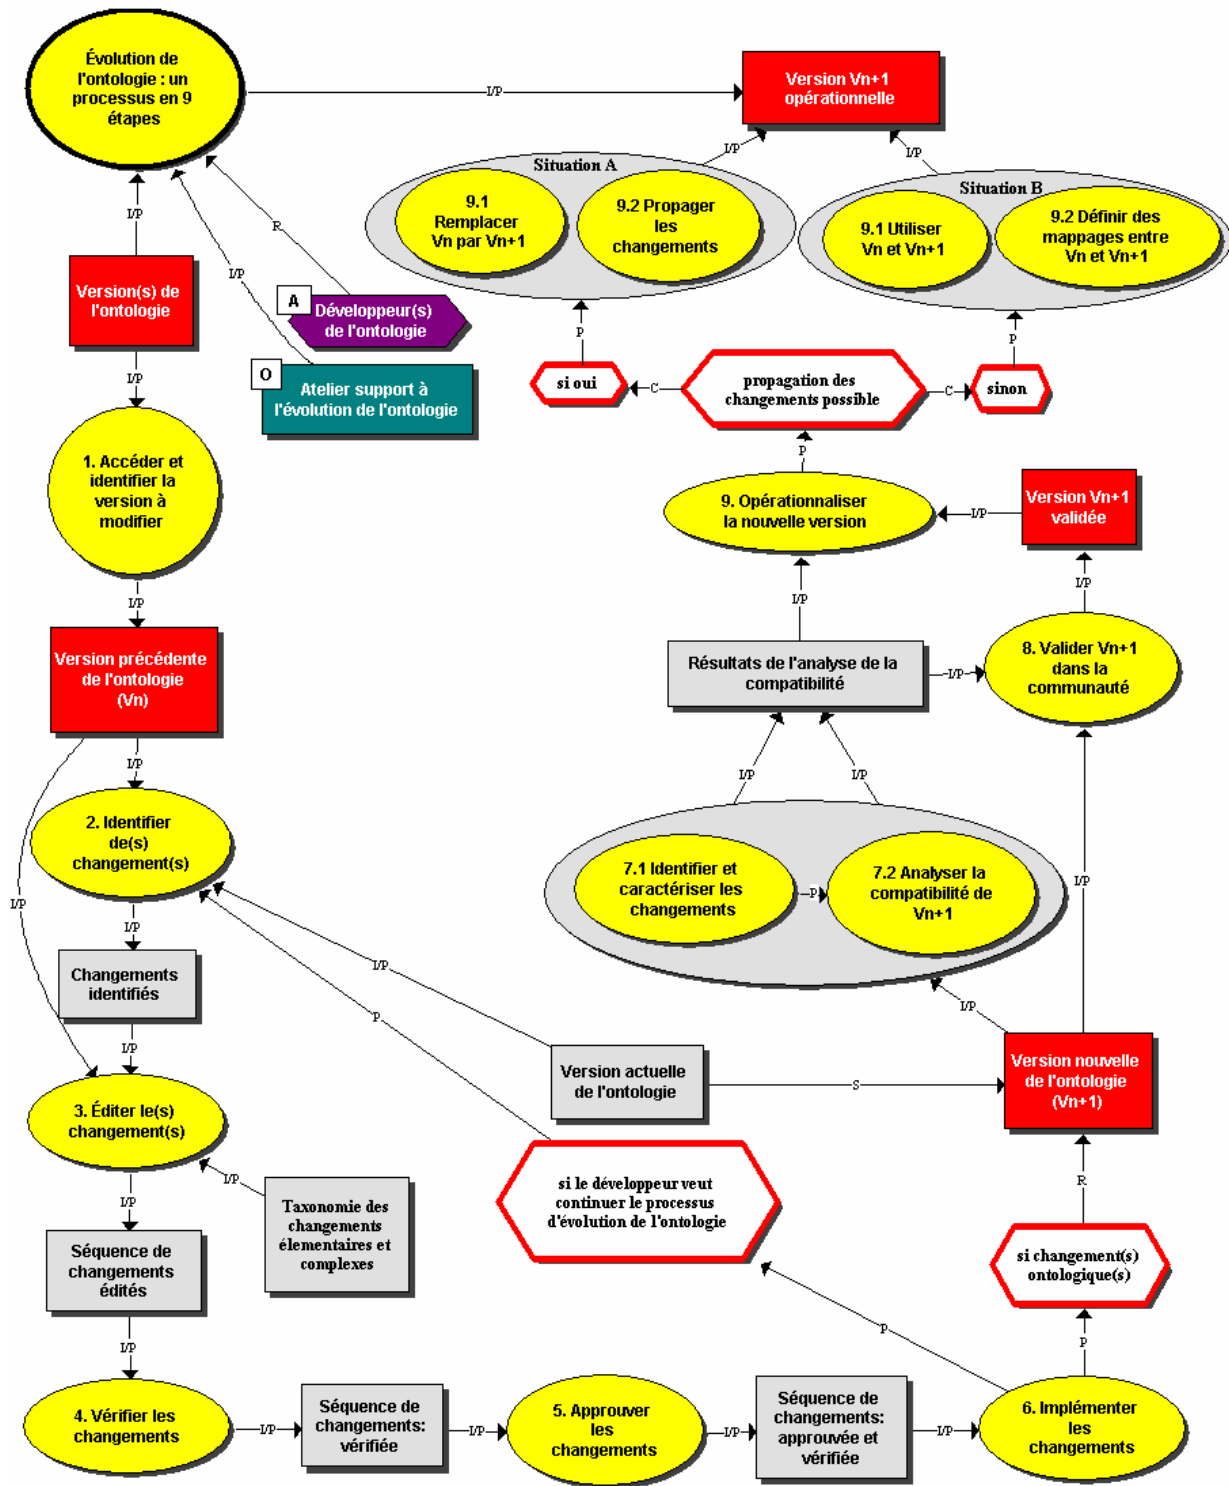 Évolution de
l'ontologie : un
processus en 9
étapes
I/P
Version Vn+1
opérationnelle
I/P
I/P
Situation A
9.1
Remplacer
Vn par Vn+1
9.2 Propager
les
changements
Situation B
9.1 Utiliser
Vn et Vn+1
9.2 Définir des
mappages entre
Vn et Vn+1
I/P
R
I/P
Version(s) de
l'ontologie
A
Développeur(s)
de l'ontologie
O
Atelier support à
l'évolution de l'ontologie
P
P
si oui
C
propagation des
changements possible
C
sinon
I/P
1. Accéder et
identifier la
version à
modifier
P
9. Opérationnaliser
la nouvelle version
I/P
Version Vn+1
validée
I/P
I/P
I/P
Version précédente
de l'ontologie
(Vn)
Résultats de l'analyse de la
compatibilité
I/P
8. Valider Vn+1
dans la
communauté
I/P
I/P
I/P
2. Identifier
de(s)
changement(s)
7.1 Identifier et
caractériser les
changements
P
7.2 Analyser la
compatibilité de
Vn+1
I/P
I/P
I/P
Changements
identifiés
I/P
P
I/P
I/P
Version actuelle
de l'ontologie
S
Version nouvelle
de l'ontologie
(Vn+1)
3. Éditer le(s)
changement(s)
I/P
I/P
Taxonomie des
changements
élementaires et
complexes
si le développeur veut
continuer le processus
d'évolution de l'ontologie
R
Séquence de
changements
édités
si changement(s)
ontologique(s)
I/P
P
P
4. Vérifier les
changements
I/P
Séquence de
changements:
vérifiée
I/P
5. Approuver
les
changements
I/P
Séquence de
changements:
approuvée et
vérifiée
I/P
6. Implémenter
les
changements